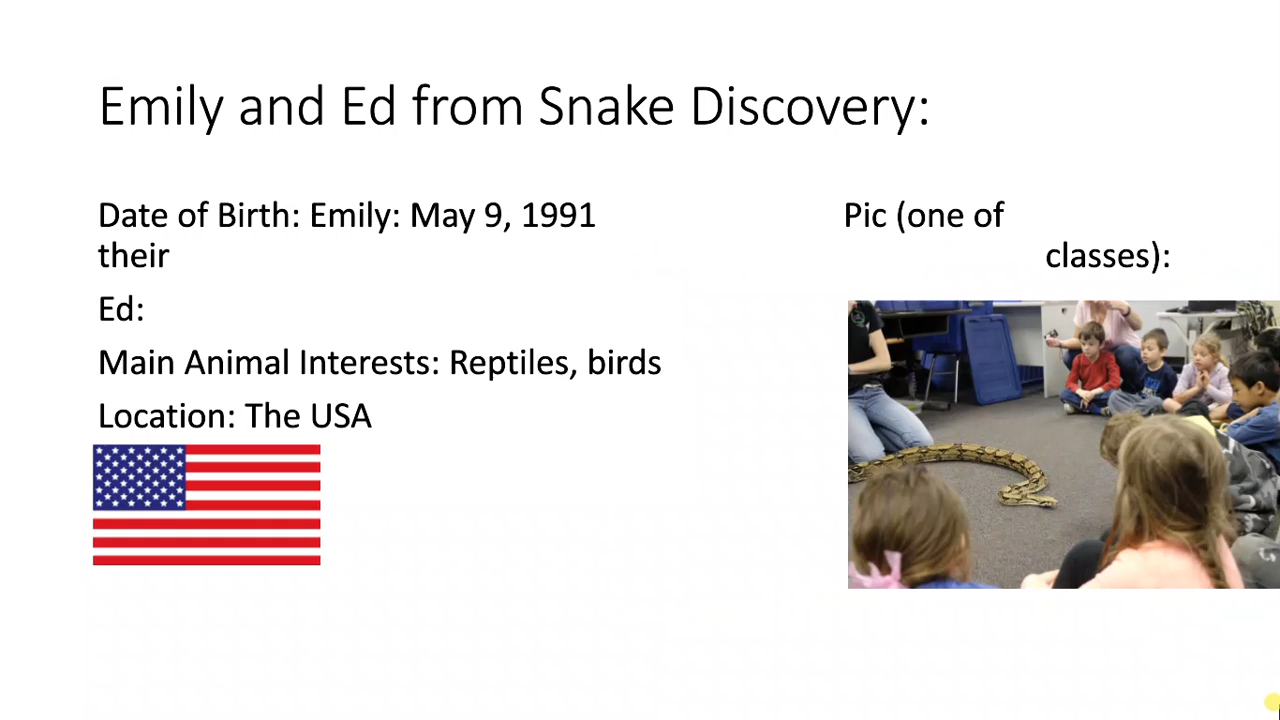 Emily and Ed from Snake Discovery:
Date of Birth: Emily: May 9, 1991 Pic (one of
their classes):
Ed:
Main Animal Interests: Reptiles, birds
Location: The USA